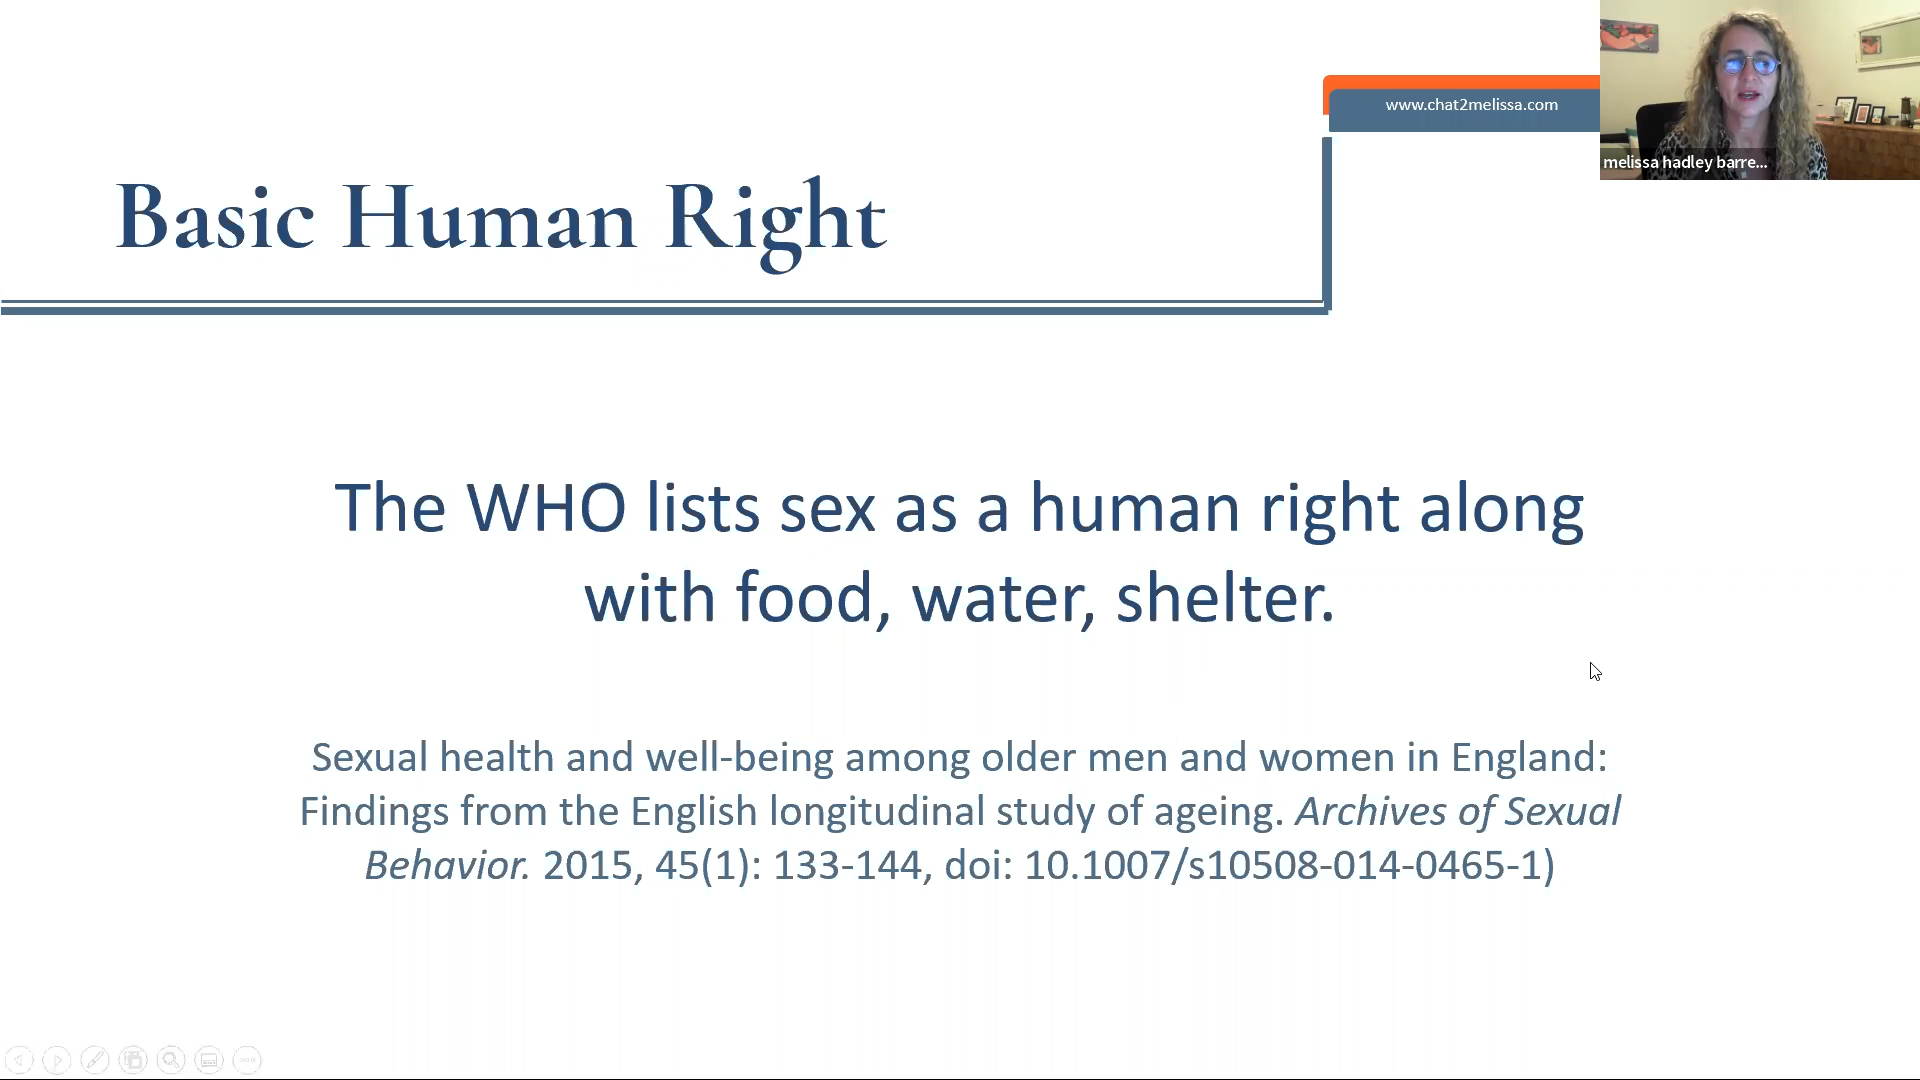 www.chat2melissa.com
melissa hadley barre...
Basic Human Right
The WHO lists sex as a human right along
with food, water, shelter.
Sexual health and well-being among older men and women in England:
Findings from the English longitudinal study of ageing. Archives of Sexual
Behavior. 2015, 45(1): 133-144, doi: 10.1007/s10508-014-0465-1)